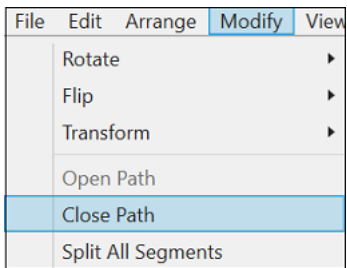 File Edit Arrange Modify View
Rotate
Flip
Transform
Open Path
Close Path
Split All Segments